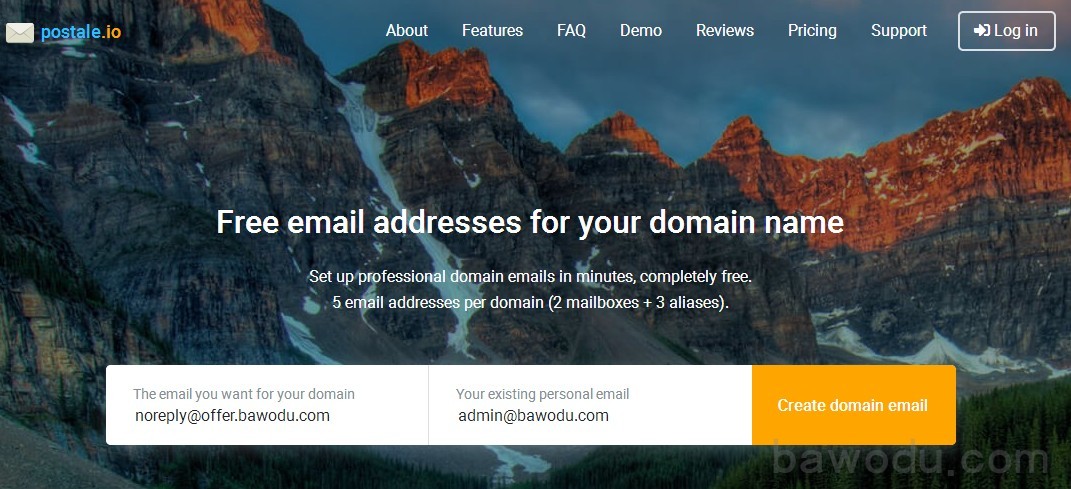 postale.io
About
Features
FAQ
Demo
Reviews
Pricing
Support
Log in
Free email addresses for your domain name
Set up professional domain emails in minutes, completely free.
5 email addresses per domain (2 mailboxes + 3 aliases).
The email you want for your domain
noreply@offer.bawodu.com
Your existing personal email
admin@bawodu.com
Create domain email
bawodu.com